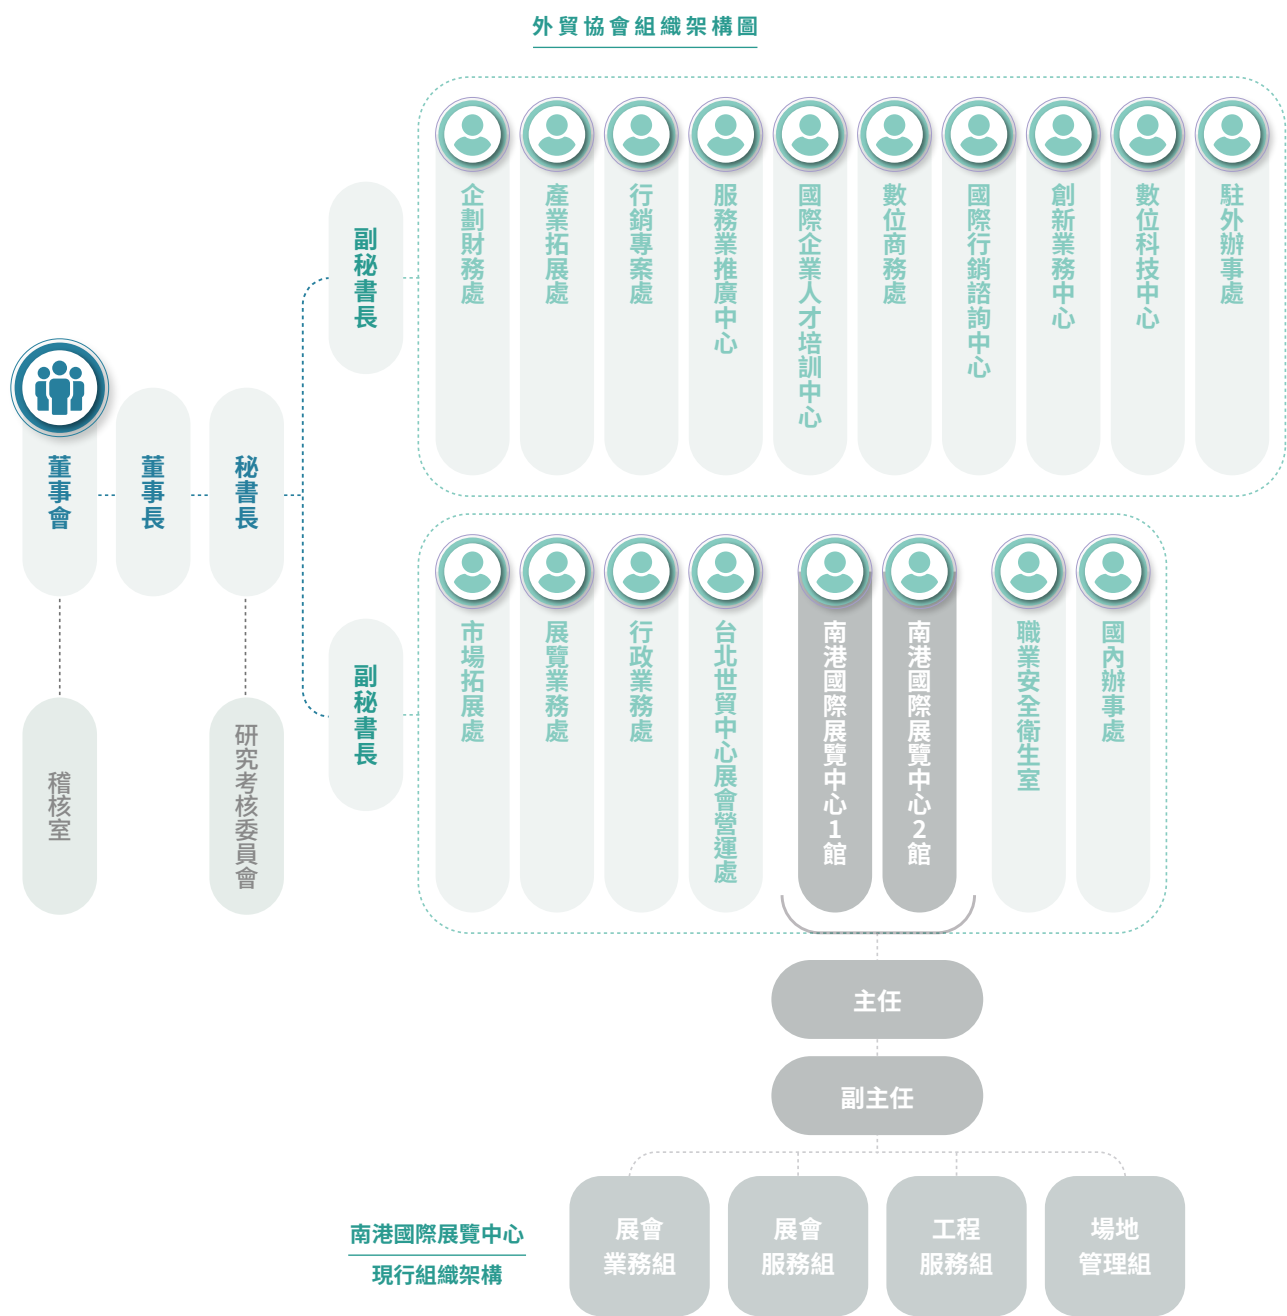 外貿協會組織架構圖
董事會
董事長
秘書長
稽核室
研究考核委員會
副秘書長
企劃財務處
產業拓展處
行銷專案處
服務業推廣中心
國際企業人才培訓中心
數位商務處
國際行銷諮詢中心
創新業務中心
數位科技中心
駐外辦事處
副秘書長
市場拓展處
展覽業務處
行政業務處
台北世貿中心展會營運處
南港國際展覽中心1館
南港國際展覽中心2館
職業安全衛生室
國內辦事處
主任
副主任
南港國際展覽中心
現行組織架構
展會
業務組
展會
服務組
工程
服務組
場地
管理組